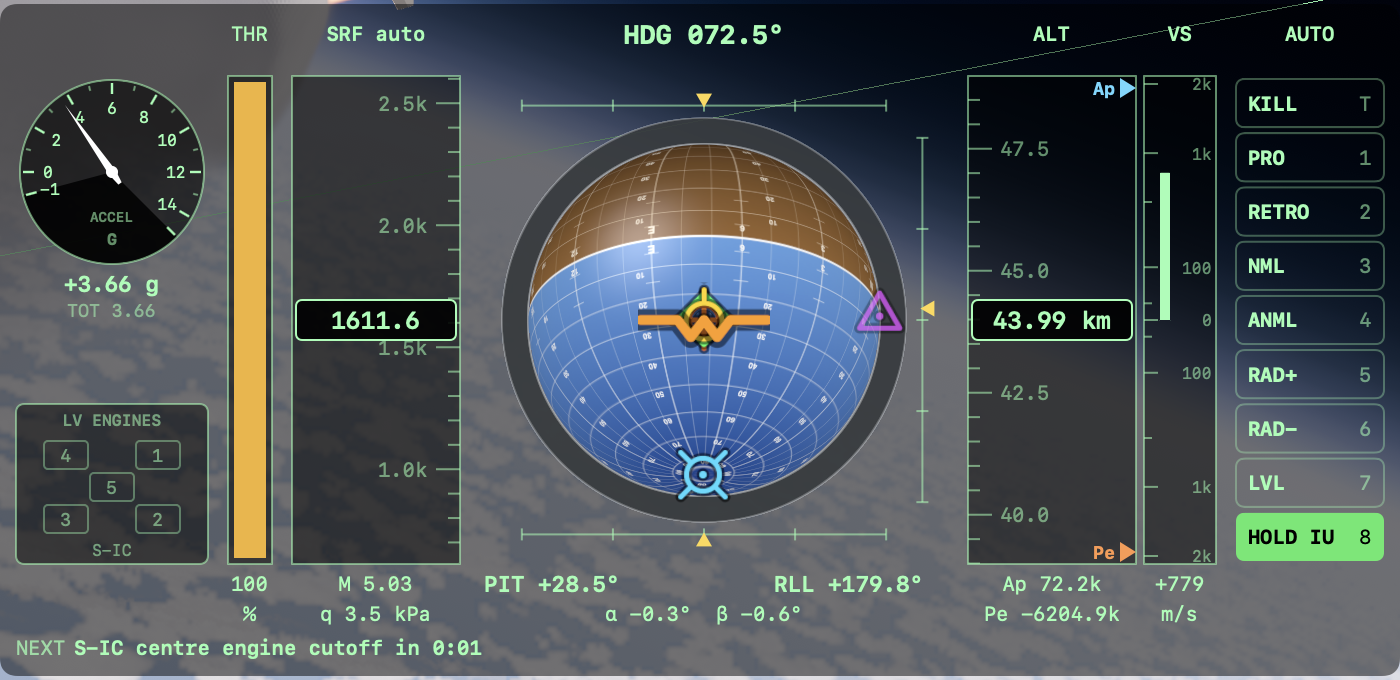 THR
SRF auto
HDG 072.5°
ALT
VS
AUTO
-1 0 2 4 6 8 10 12 14
ACCEL
G
+3.66 g
TOT 3.66
LV ENGINES
4 1
5
3 2
S-IC
100
%
2.5k
2.0k
1611.6
1.5k
1.0k
M 5.03
q 3.5 kPa
PIT +28.5°
RLL +179.8°
α −0.3° β −0.6°
Ap
47.5
45.0
43.99 km
42.5
40.0
Pe
Ap 72.2k
Pe −6204.9k
2k
1k
100
0
100
1k
2k
+779
m/s
KILL T
PRO 1
RETRO 2
NML 3
ANML 4
RAD+ 5
RAD− 6
LVL 7
HOLD IU 8
NEXT S−IC centre engine cutoff in 0:01